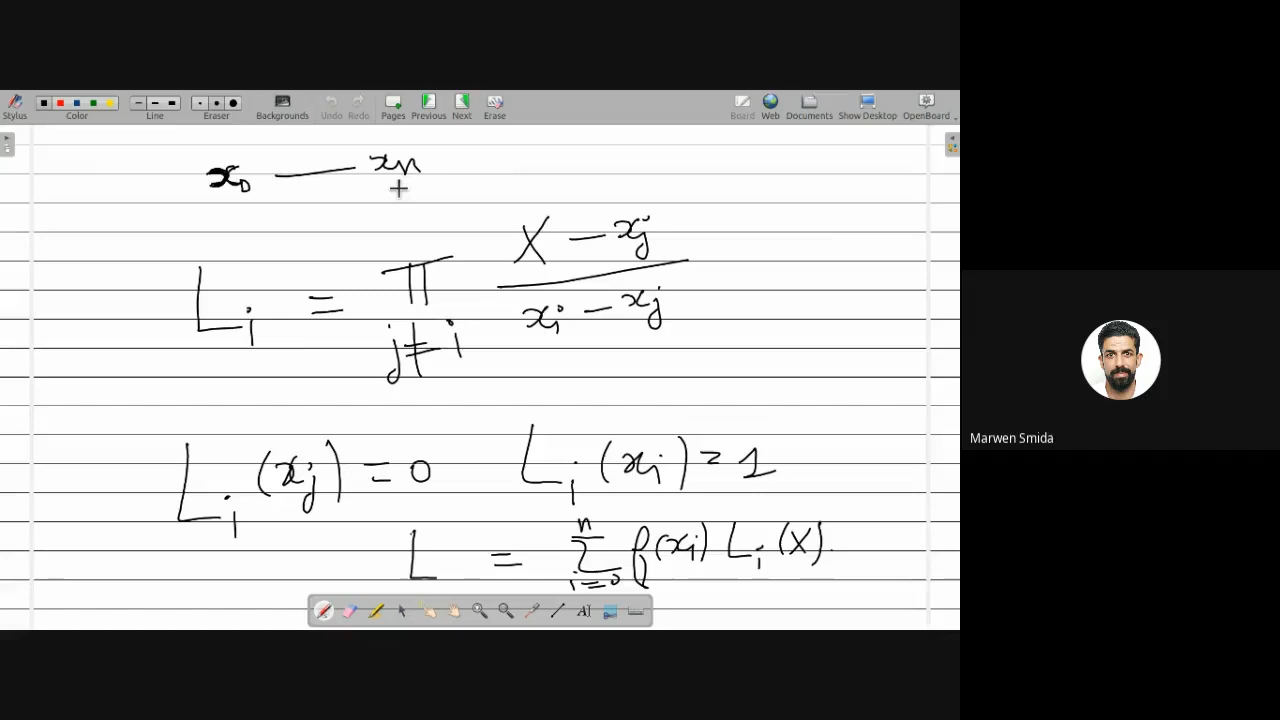 Stylus Color Line Eraser Backgrounds Undo Redo Pages Previous Next Erase Board Web Documents Show Desktop OpenBoard
x₀ — xₙ
Lᵢ = ∏_{j≠i} (X − xⱼ)/(xᵢ − xⱼ)
Lᵢ(xⱼ) = 0 Lᵢ(xᵢ) = 1
L = ∑_{i=0}^{n} f(xᵢ) Lᵢ(X).
AI
Marwen Smida